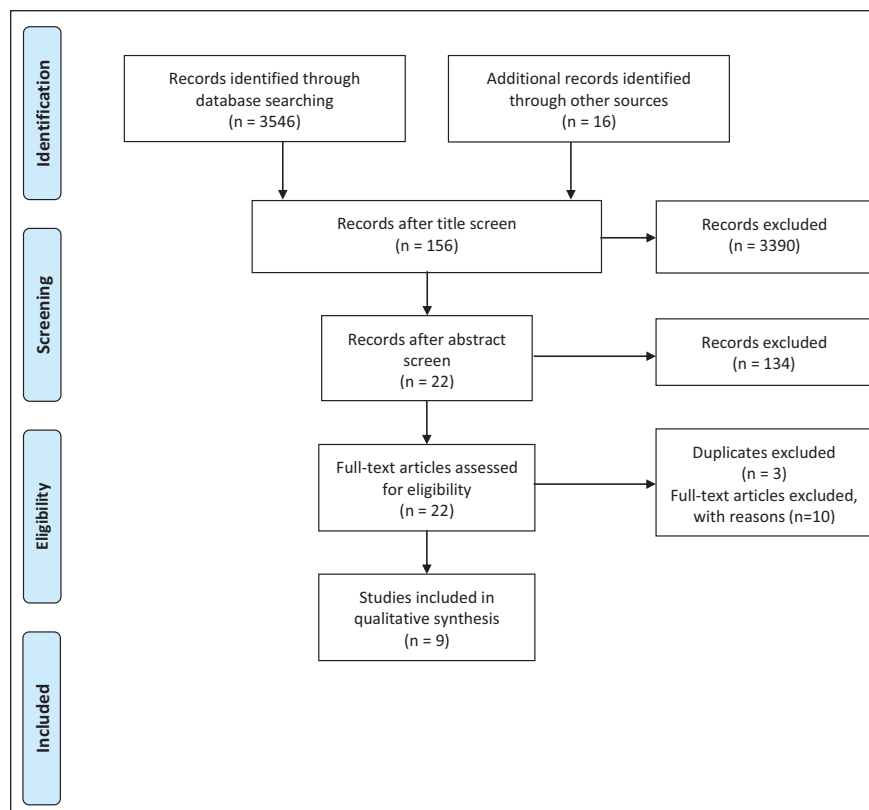 Identification
Records identified through
database searching
(n = 3546)
Additional records identified
through other sources
(n = 16)
Records after title screen
(n = 156)
Records excluded
(n = 3390)
Screening
Records after abstract
screen
(n = 22)
Records excluded
(n = 134)
Eligibility
Full-text articles assessed
for eligibility
(n = 22)
Duplicates excluded
(n = 3)
Full-text articles excluded,
with reasons (n=10)
Studies included in
qualitative synthesis
(n = 9)
Included